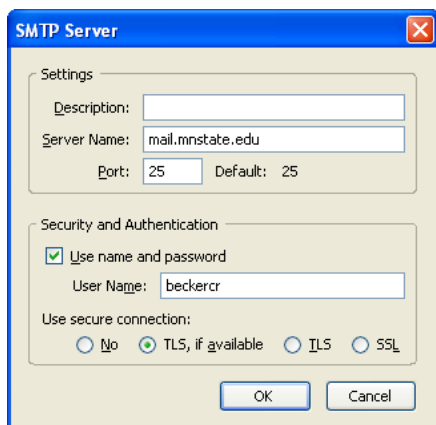 SMTP Server
Settings
Description:
Server Name: mail.mnstate.edu
Port: 25 Default: 25
Security and Authentication
Use name and password
User Name: beckercr
Use secure connection:
No TLS, if available TLS SSL
OK Cancel